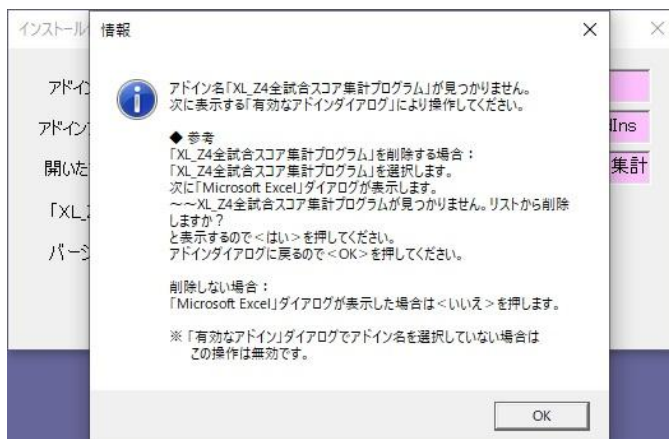 インストール
情報
アドイン名「XL_Z4全試合スコア集計プログラム」が見つかりません。
次に表示する「有効なアドインダイアログ」により操作してください。
◆ 参考
「XL_Z4全試合スコア集計プログラム」を削除する場合：
「XL_Z4全試合スコア集計プログラム」を選択します。
次に「Microsoft Excel」ダイアログが表示します。
～～XL_Z4全試合スコア集計プログラムが見つかりません。リストから削除
しますか？
と表示するので＜はい＞を押してください。
アドインダイアログに戻るので＜OK＞を押してください。
削除しない場合：
「Microsoft Excel」ダイアログが表示した場合は＜いいえ＞を押します。
※ 「有効なアドイン」ダイアログでアドイン名を選択していない場合は
この操作は無効です。
OK
アドイン
アドイン
dIns
開いた
集計
「XL_
バージ